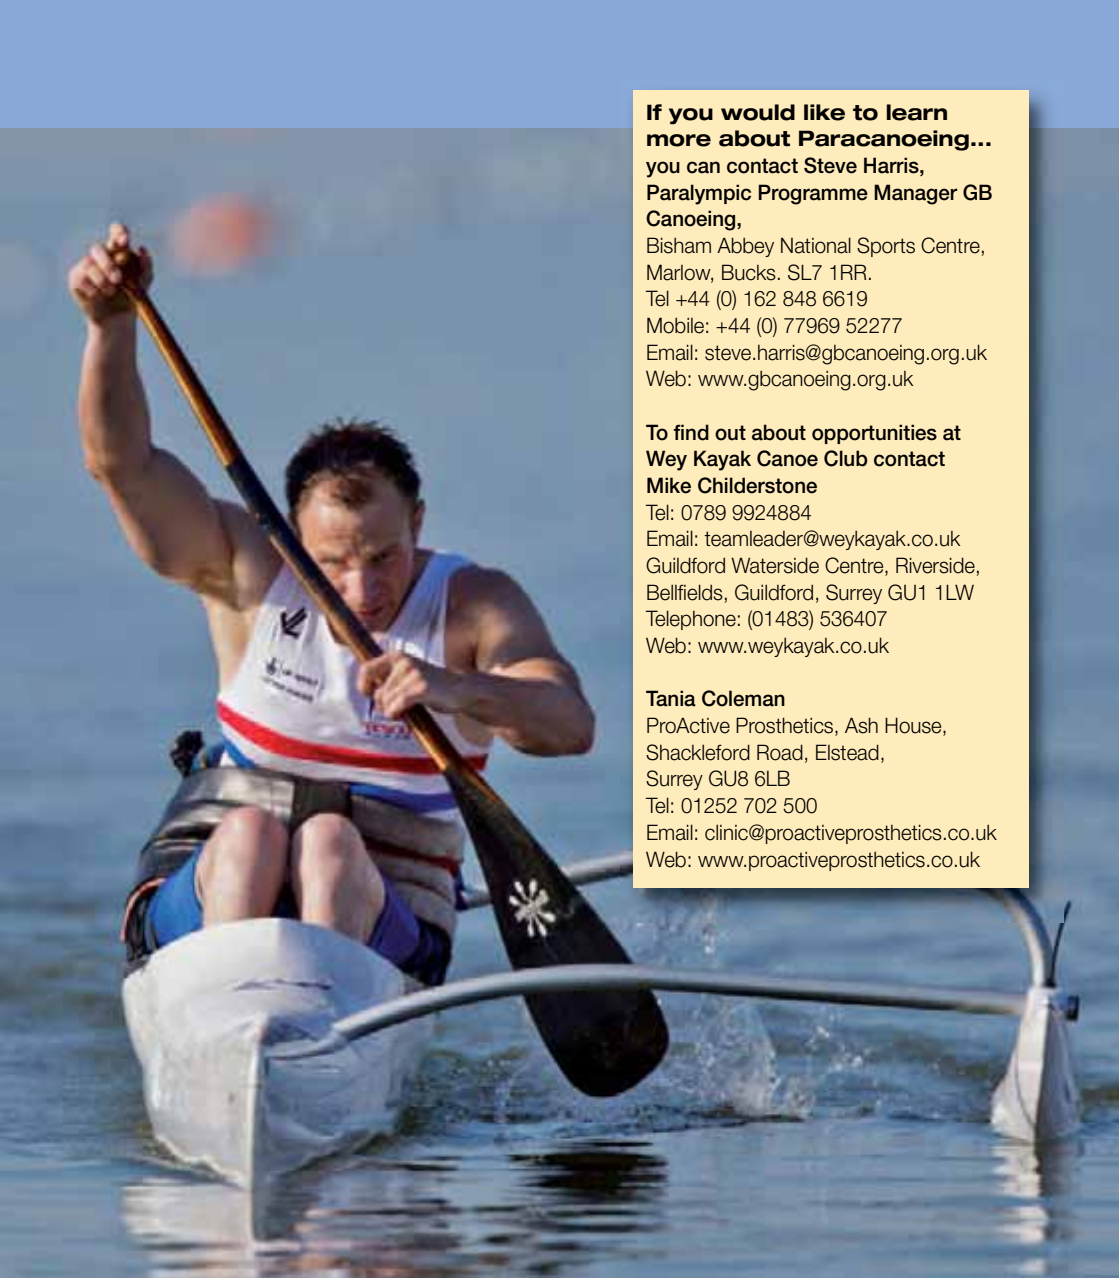 If you would like to learn
more about Paracanoeing...
you can contact Steve Harris,
Paralympic Programme Manager GB
Canoeing,
Bisham Abbey National Sports Centre,
Marlow, Bucks. SL7 1RR.
Tel +44 (0) 162 848 6619
Mobile: +44 (0) 77969 52277
Email: steve.harris@gbcanoeing.org.uk
Web: www.gbcanoeing.org.uk
To find out about opportunities at
Wey Kayak Canoe Club contact
Mike Childerstone
Tel: 0789 9924884
Email: teamleader@weykayak.co.uk
Guildford Waterside Centre, Riverside,
Bellfields, Guildford, Surrey GU1 1LW
Telephone: (01483) 536407
Web: www.weykayak.co.uk
Tania Coleman
ProActive Prosthetics, Ash House,
Shackleford Road, Elstead,
Surrey GU8 6LB
Tel: 01252 702 500
Email: clinic@proactiveprosthetics.co.uk
Web: www.proactiveprosthetics.co.uk